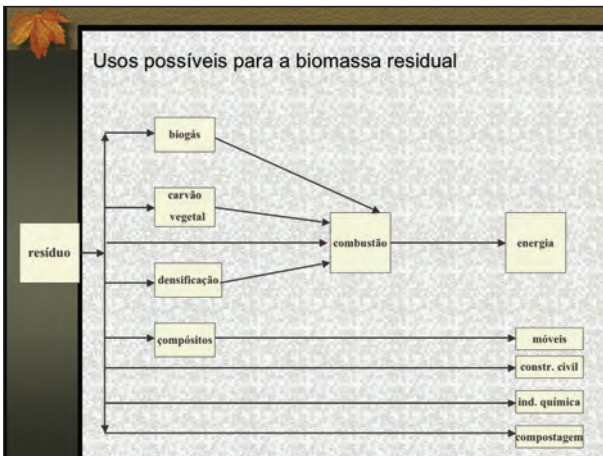 Usos possíveis para a biomassa residual
biogás
carvão
vegetal
resíduo
combustão
energia
densificação
compósitos
móveis
constr. civil
ind. química
compostagem